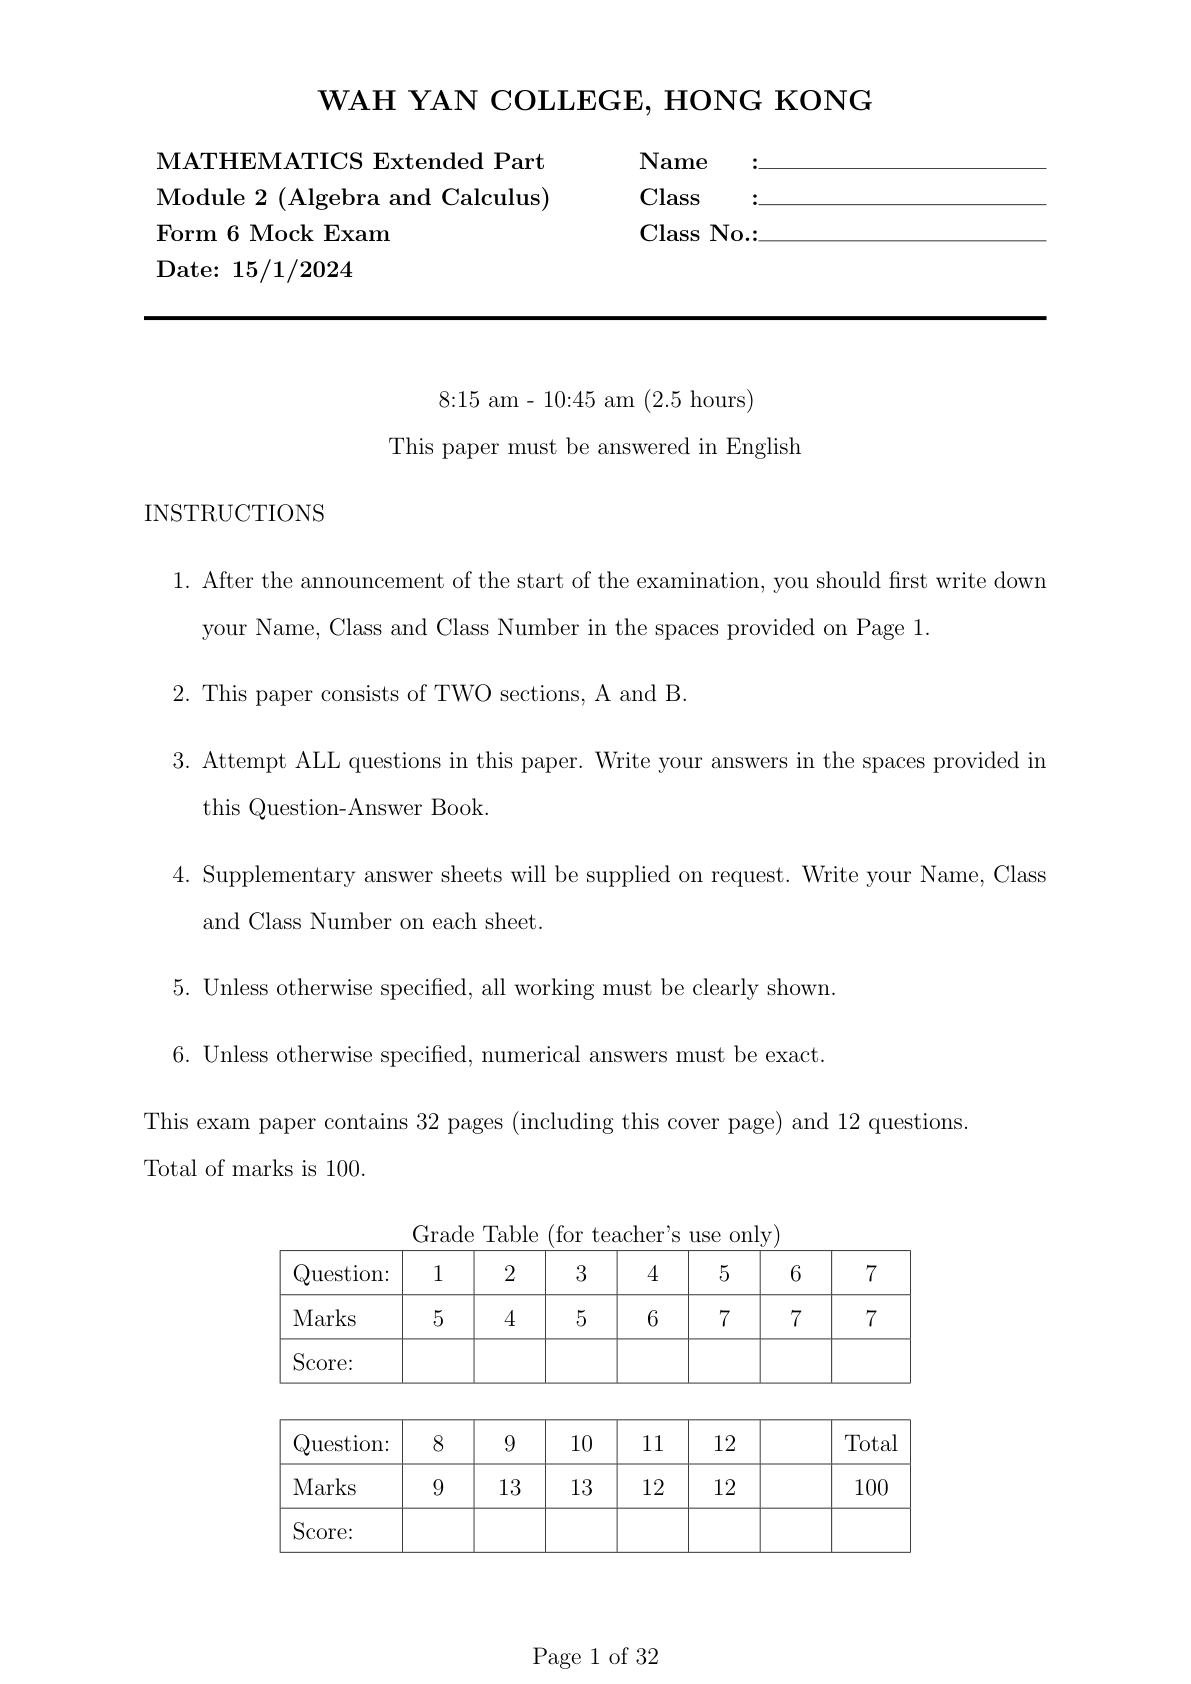 WAH YAN COLLEGE, HONG KONG
MATHEMATICS Extended Part
Module 2 (Algebra and Calculus)
Form 6 Mock Exam
Date: 15/1/2024
Name :
Class :
Class No.:
8:15 am - 10:45 am (2.5 hours)
This paper must be answered in English
INSTRUCTIONS
1. After the announcement of the start of the examination, you should first write down
your Name, Class and Class Number in the spaces provided on Page 1.
2. This paper consists of TWO sections, A and B.
3. Attempt ALL questions in this paper. Write your answers in the spaces provided in
this Question-Answer Book.
4. Supplementary answer sheets will be supplied on request. Write your Name, Class
and Class Number on each sheet.
5. Unless otherwise specified, all working must be clearly shown.
6. Unless otherwise specified, numerical answers must be exact.
This exam paper contains 32 pages (including this cover page) and 12 questions.
Total of marks is 100.
Grade Table (for teacher's use only)
Question: 1 2 3 4 5 6 7
Marks 5 4 5 6 7 7 7
Score:
Question: 8 9 10 11 12 Total
Marks 9 13 13 12 12 100
Score:
Page 1 of 32